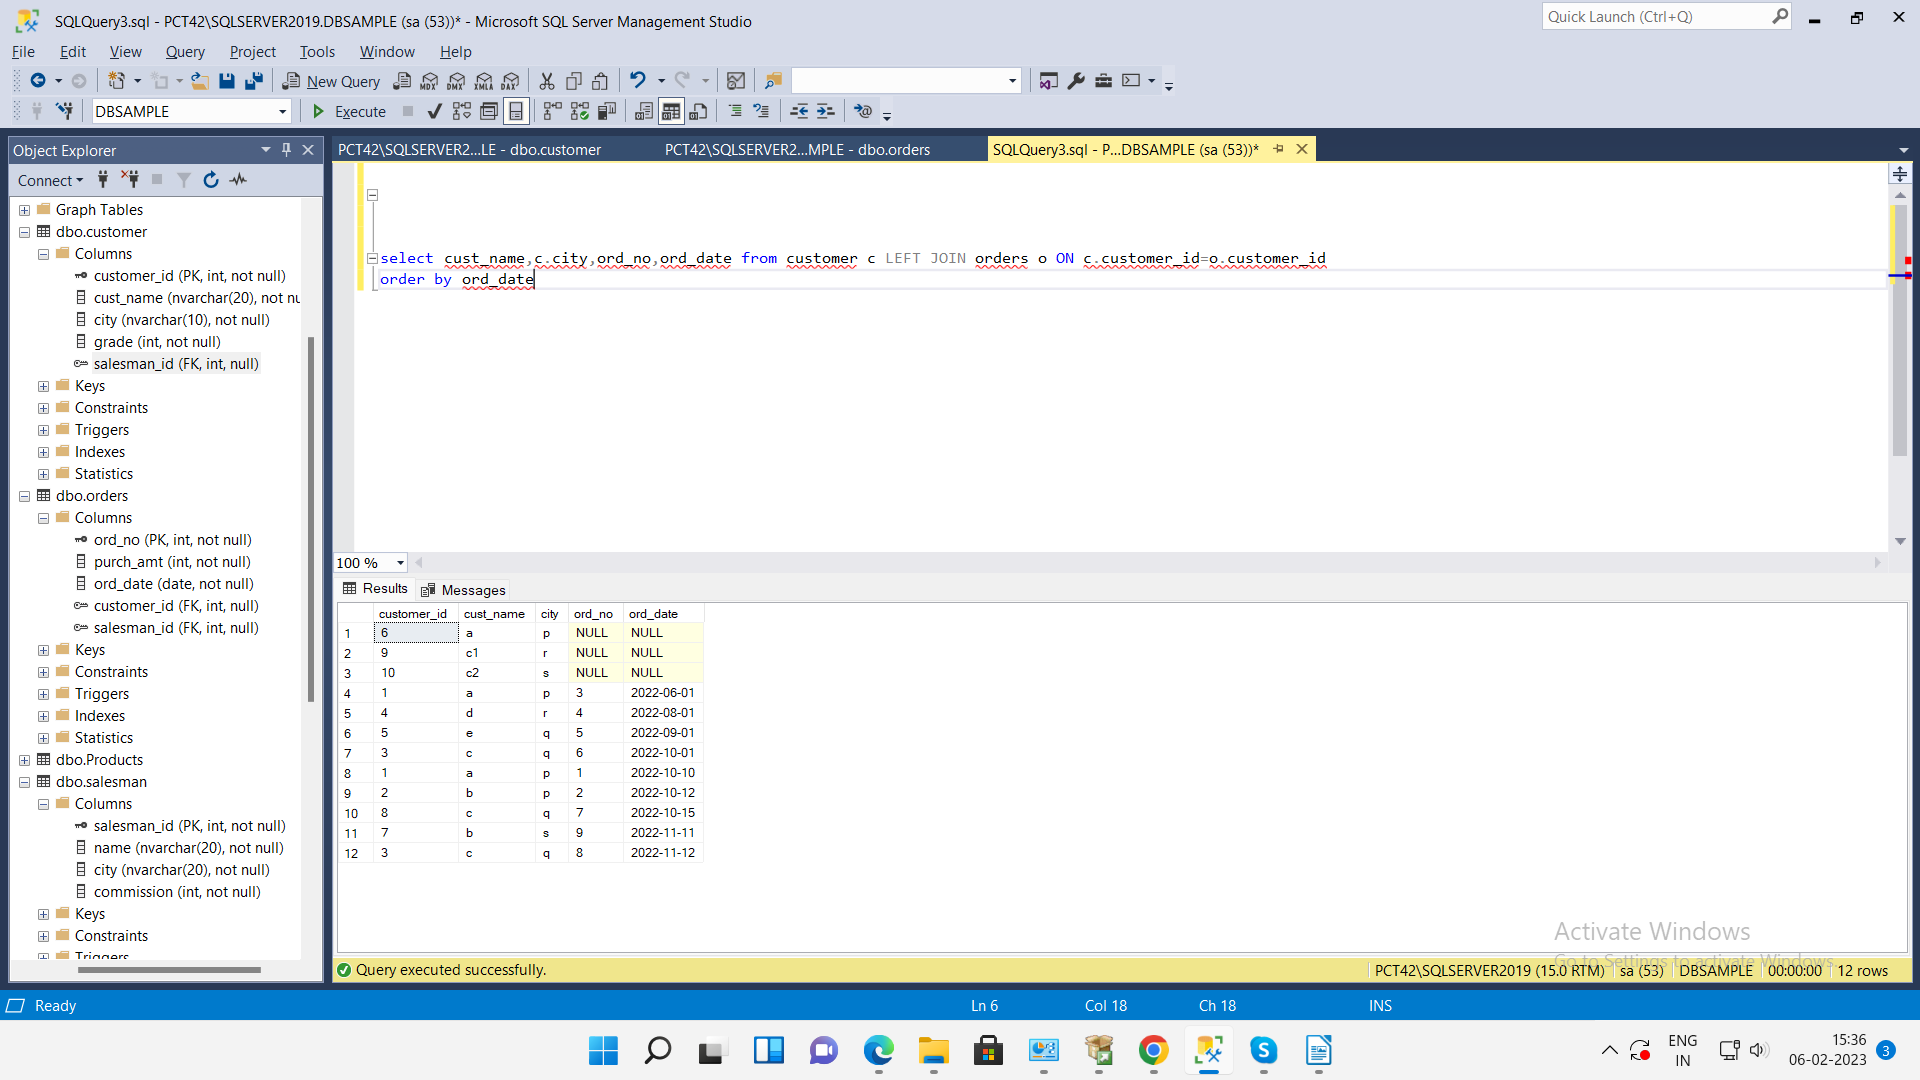 SQLQuery3.sql - PCT42\SQLSERVER2019.DBSAMPLE (sa (53))* - Microsoft SQL Server Management Studio
Quick Launch (Ctrl+Q)
File Edit View Query Project Tools Window Help
New Query MDX DMX XMLA DAX
DBSAMPLE Execute
Object Explorer
PCT42\SQLSERVER2...LE - dbo.customer PCT42\SQLSERVER2...MPLE - dbo.orders SQLQuery3.sql - P...DBSAMPLE (sa (53))*
Connect
Graph Tables
dbo.customer
Columns
customer_id (PK, int, not null)
cust_name (nvarchar(20), not nu
city (nvarchar(10), not null)
grade (int, not null)
salesman_id (FK, int, null)
Keys
Constraints
Triggers
Indexes
Statistics
dbo.orders
Columns
ord_no (PK, int, not null)
purch_amt (int, not null)
ord_date (date, not null)
customer_id (FK, int, null)
salesman_id (FK, int, null)
Keys
Constraints
Triggers
Indexes
Statistics
dbo.Products
dbo.salesman
Columns
salesman_id (PK, int, not null)
name (nvarchar(20), not null)
city (nvarchar(20), not null)
commission (int, not null)
Keys
Constraints
Triggers
select cust_name,c.city,ord_no,ord_date from customer c LEFT JOIN orders o ON c.customer_id=o.customer_id
order by ord_date
100 %
Results Messages
customer_id cust_name city ord_no ord_date
1 6 a p NULL NULL
2 9 c1 r NULL NULL
3 10 c2 s NULL NULL
4 1 a p 3 2022-06-01
5 4 d r 4 2022-08-01
6 5 e q 5 2022-09-01
7 3 c q 6 2022-10-01
8 1 a p 1 2022-10-10
9 2 b p 2 2022-10-12
10 8 c q 7 2022-10-15
11 7 b s 9 2022-11-11
12 3 c q 8 2022-11-12
Activate Windows
Go to Settings to activate Windows.
Query executed successfully. PCT42\SQLSERVER2019 (15.0 RTM) sa (53) DBSAMPLE 00:00:00 12 rows
Ready Ln 6 Col 18 Ch 18 INS
ENG
IN
15:36
06-02-2023
3